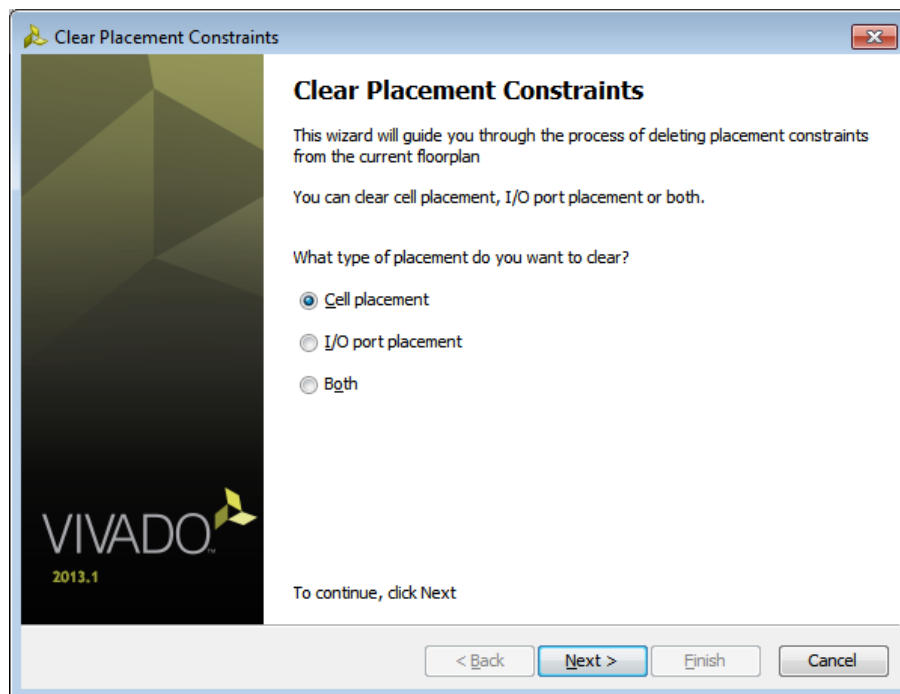 Clear Placement Constraints
Clear Placement Constraints
This wizard will guide you through the process of deleting placement constraints
from the current floorplan
You can clear cell placement, I/O port placement or both.
What type of placement do you want to clear?
Cell placement
I/O port placement
Both
VIVADO™
2013.1
To continue, click Next
< Back
Next >
Finish
Cancel